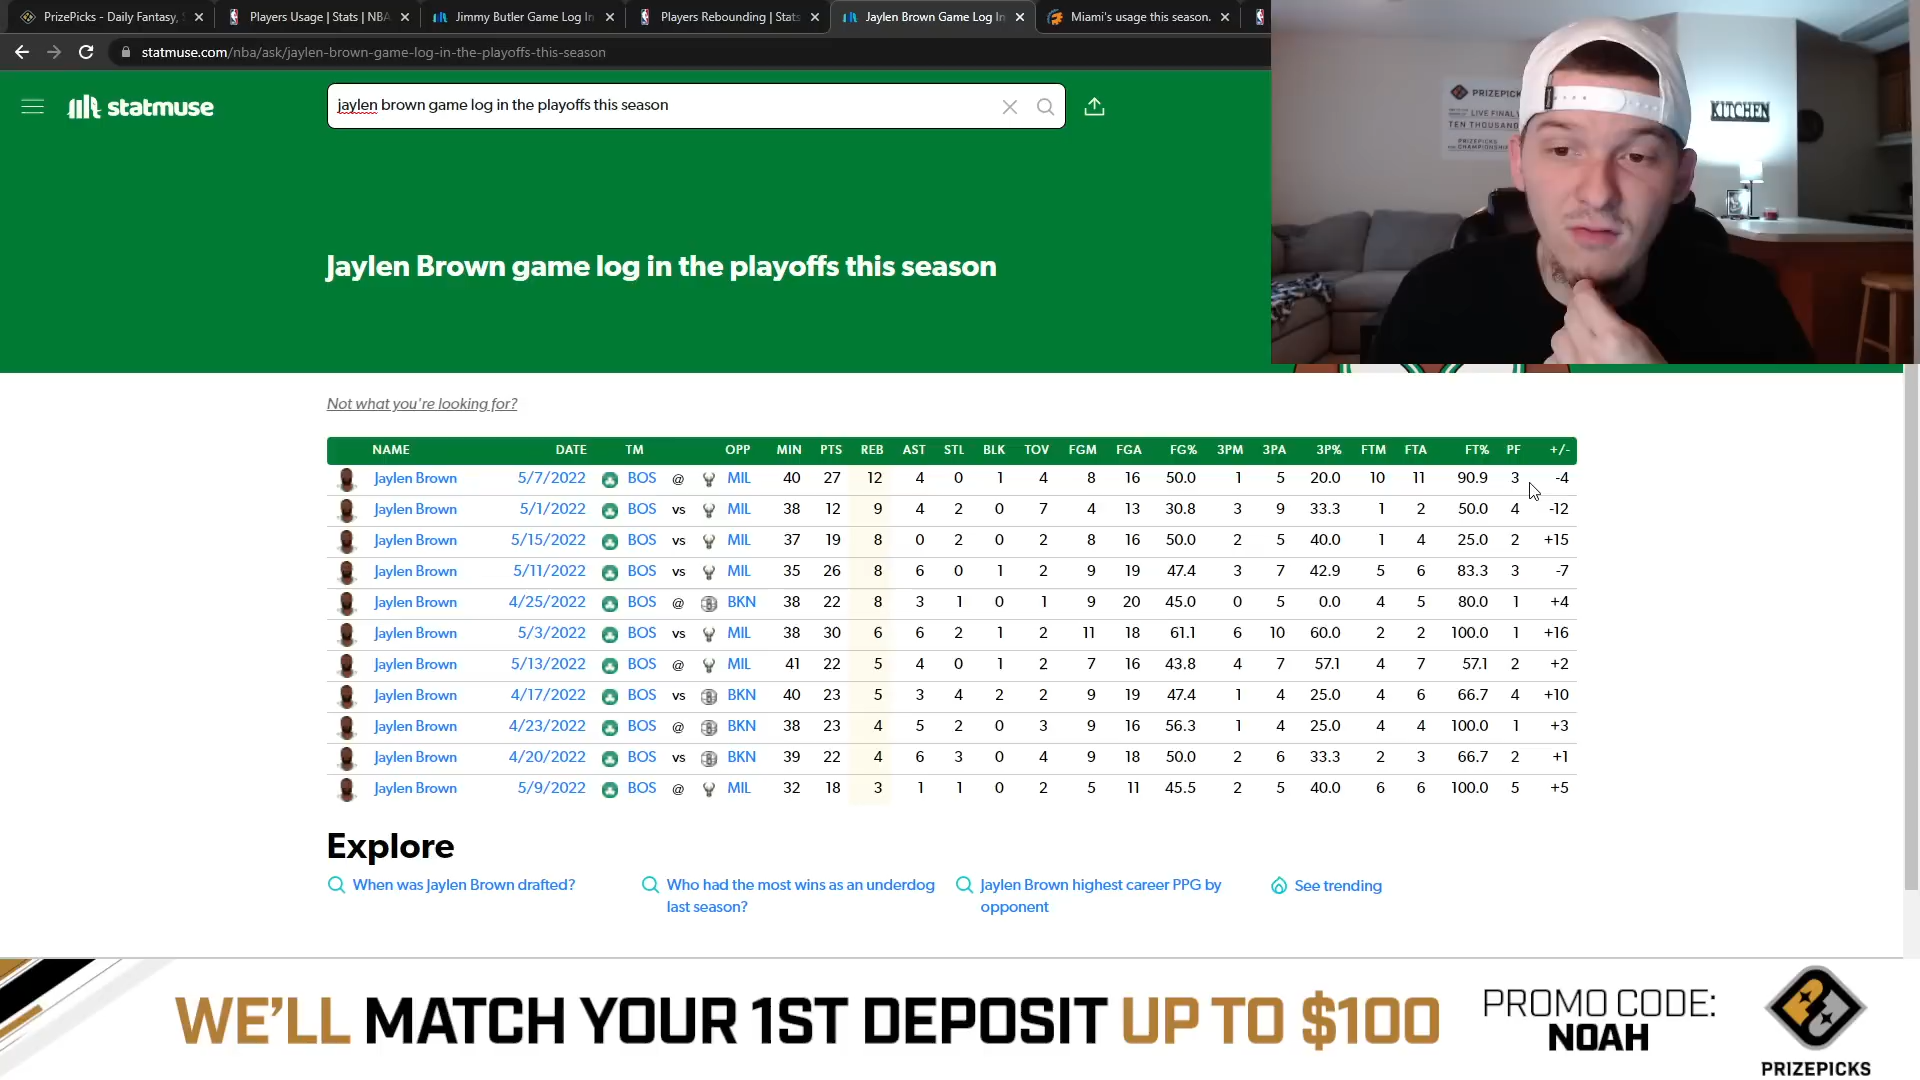 PrizePicks - Daily Fantasy,
Players Usage | Stats | NBA
Jimmy Butler Game Log In
Players Rebounding | Stats
Jaylen Brown Game Log In
Miami's usage this season.
statmuse.com/nba/ask/jaylen-brown-game-log-in-the-playoffs-this-season
statmuse
jaylen brown game log in the playoffs this season
PRIZEPICK
LIVE FINAL
TEN THOUSAND
PRIZEPICKS
CHAMPIONSHIP
KITCHEN
Jaylen Brown game log in the playoffs this season
Not what you're looking for?
NAME DATE TM OPP MIN PTS REB AST STL BLK TOV FGM FGA FG% 3PM 3PA 3P% FTM FTA FT% PF +/-
Jaylen Brown 5/7/2022 BOS @ MIL 40 27 12 4 0 1 4 8 16 50.0 1 5 20.0 10 11 90.9 3 -4
Jaylen Brown 5/1/2022 BOS vs MIL 38 12 9 4 2 0 7 4 13 30.8 3 9 33.3 1 2 50.0 4 -12
Jaylen Brown 5/15/2022 BOS vs MIL 37 19 8 0 2 0 2 8 16 50.0 2 5 40.0 1 4 25.0 2 +15
Jaylen Brown 5/11/2022 BOS vs MIL 35 26 8 6 0 1 2 9 19 47.4 3 7 42.9 5 6 83.3 3 -7
Jaylen Brown 4/25/2022 BOS @ BKN 38 22 8 3 1 0 1 9 20 45.0 0 5 0.0 4 5 80.0 1 +4
Jaylen Brown 5/3/2022 BOS vs MIL 38 30 6 6 2 1 2 11 18 61.1 6 10 60.0 2 2 100.0 1 +16
Jaylen Brown 5/13/2022 BOS @ MIL 41 22 5 4 0 1 2 7 16 43.8 4 7 57.1 4 7 57.1 2 +2
Jaylen Brown 4/17/2022 BOS vs BKN 40 23 5 3 4 2 2 9 19 47.4 1 4 25.0 4 6 66.7 4 +10
Jaylen Brown 4/23/2022 BOS @ BKN 38 23 4 5 2 0 3 9 16 56.3 1 4 25.0 4 4 100.0 1 +3
Jaylen Brown 4/20/2022 BOS vs BKN 39 22 4 6 3 0 4 9 18 50.0 2 6 33.3 2 3 66.7 2 +1
Jaylen Brown 5/9/2022 BOS @ MIL 32 18 3 1 1 0 2 5 11 45.5 2 5 40.0 6 6 100.0 5 +5
Explore
When was Jaylen Brown drafted?
Who had the most wins as an underdog
last season?
Jaylen Brown highest career PPG by
opponent
See trending
WE'LL MATCH YOUR 1ST DEPOSIT UP TO $100
PROMO CODE:
NOAH
PRIZEPICKS